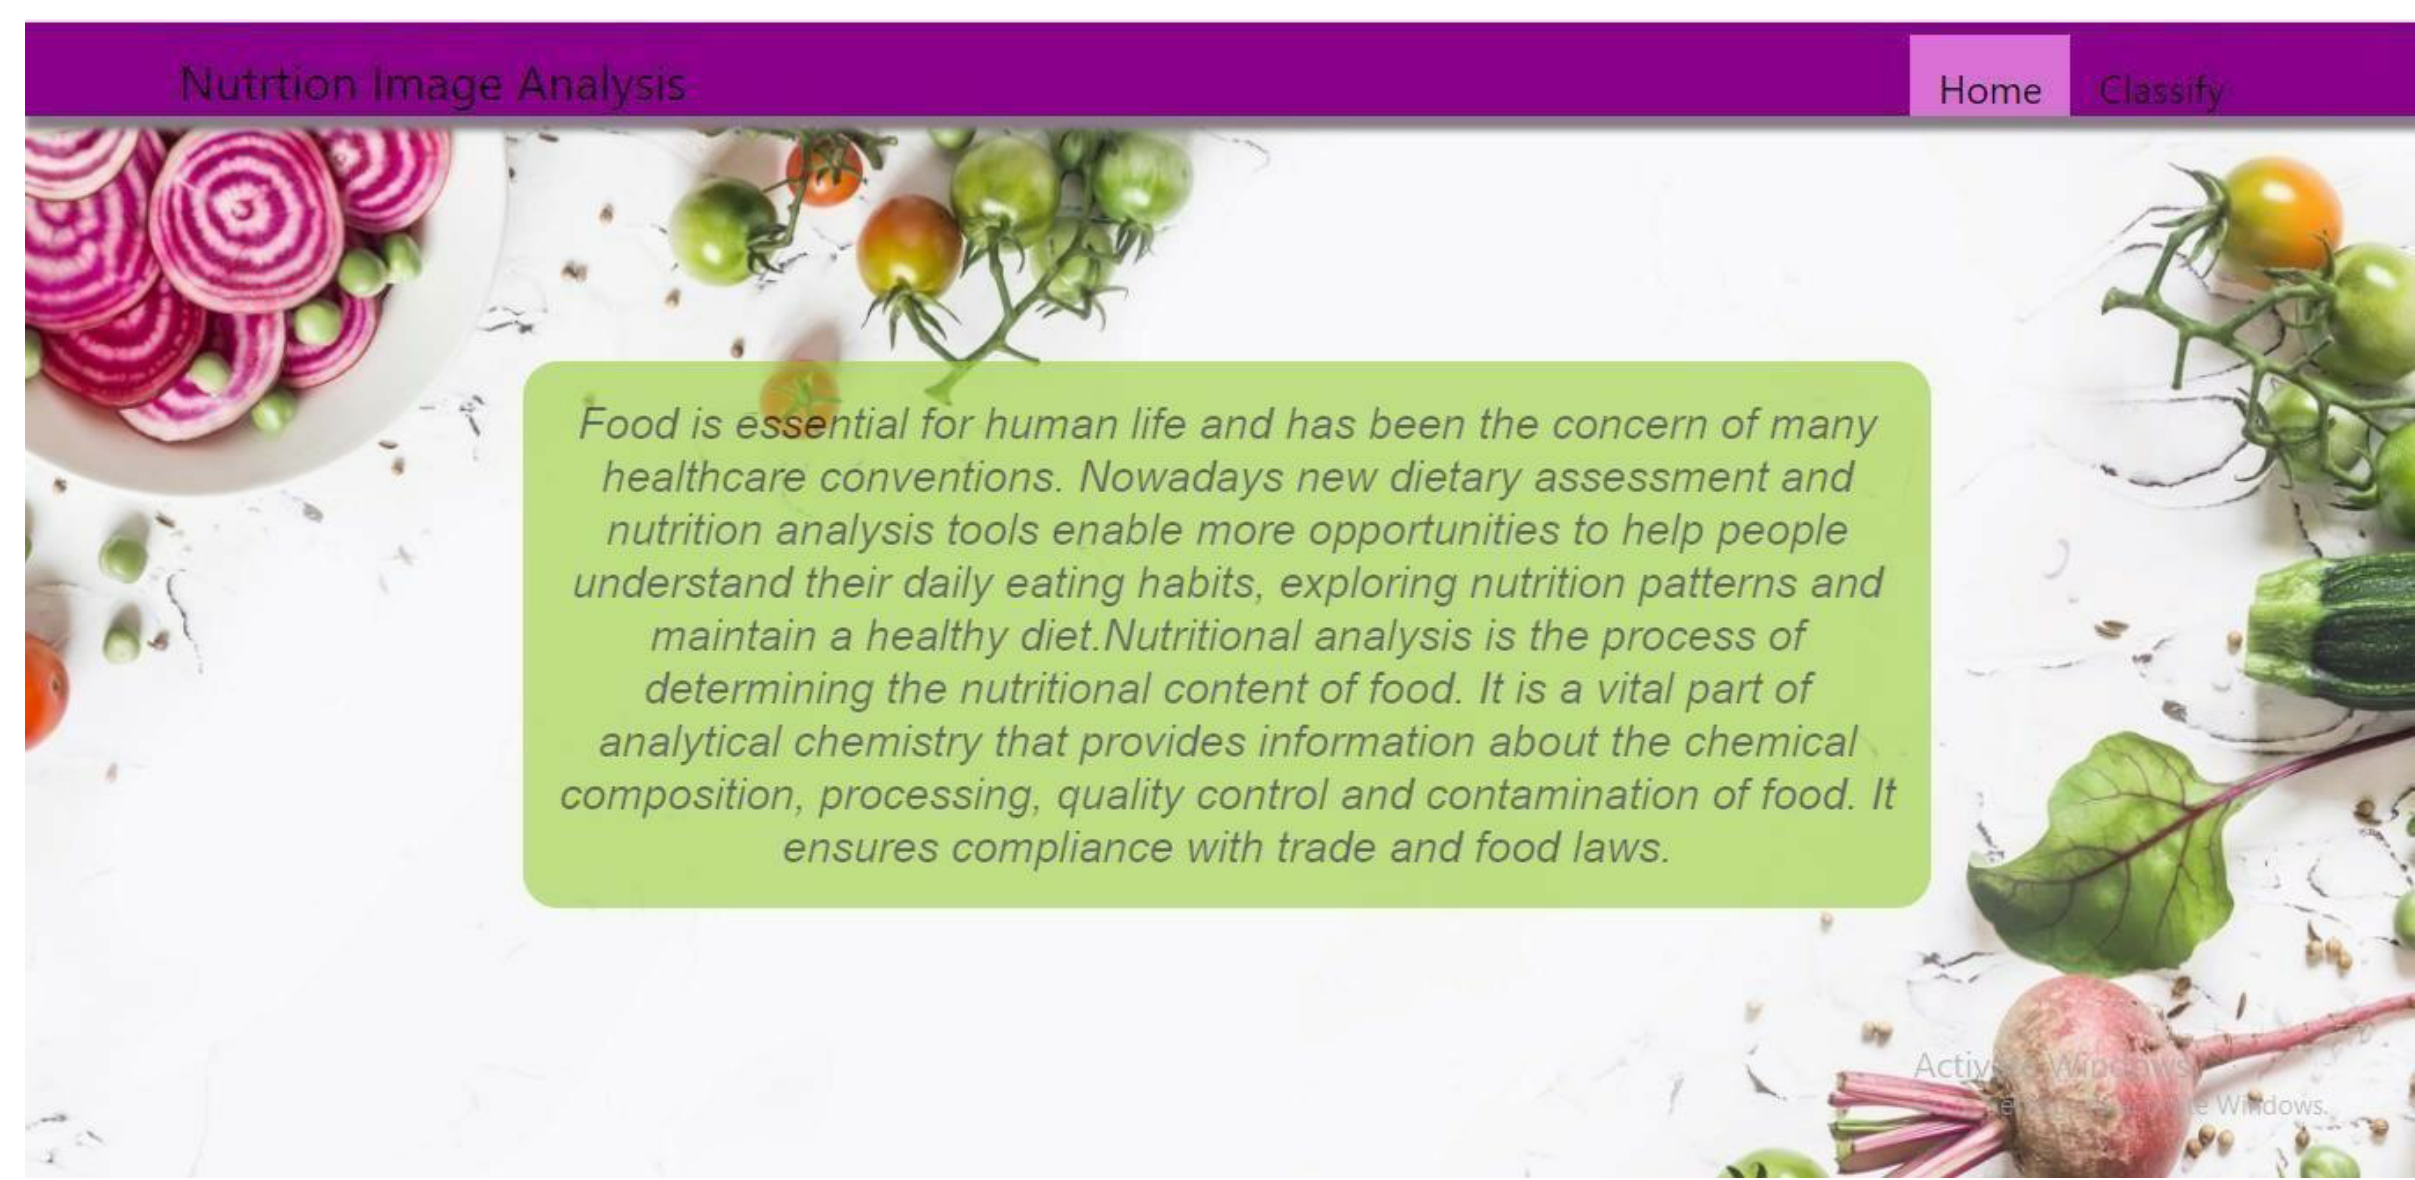 Nutrtion Image Analysis
Home Classify
Food is essential for human life and has been the concern of many
healthcare conventions. Nowadays new dietary assessment and
nutrition analysis tools enable more opportunities to help people
understand their daily eating habits, exploring nutrition patterns and
maintain a healthy diet.Nutritional analysis is the process of
determining the nutritional content of food. It is a vital part of
analytical chemistry that provides information about the chemical
composition, processing, quality control and contamination of food. It
ensures compliance with trade and food laws.
Activate Windows
Windows.